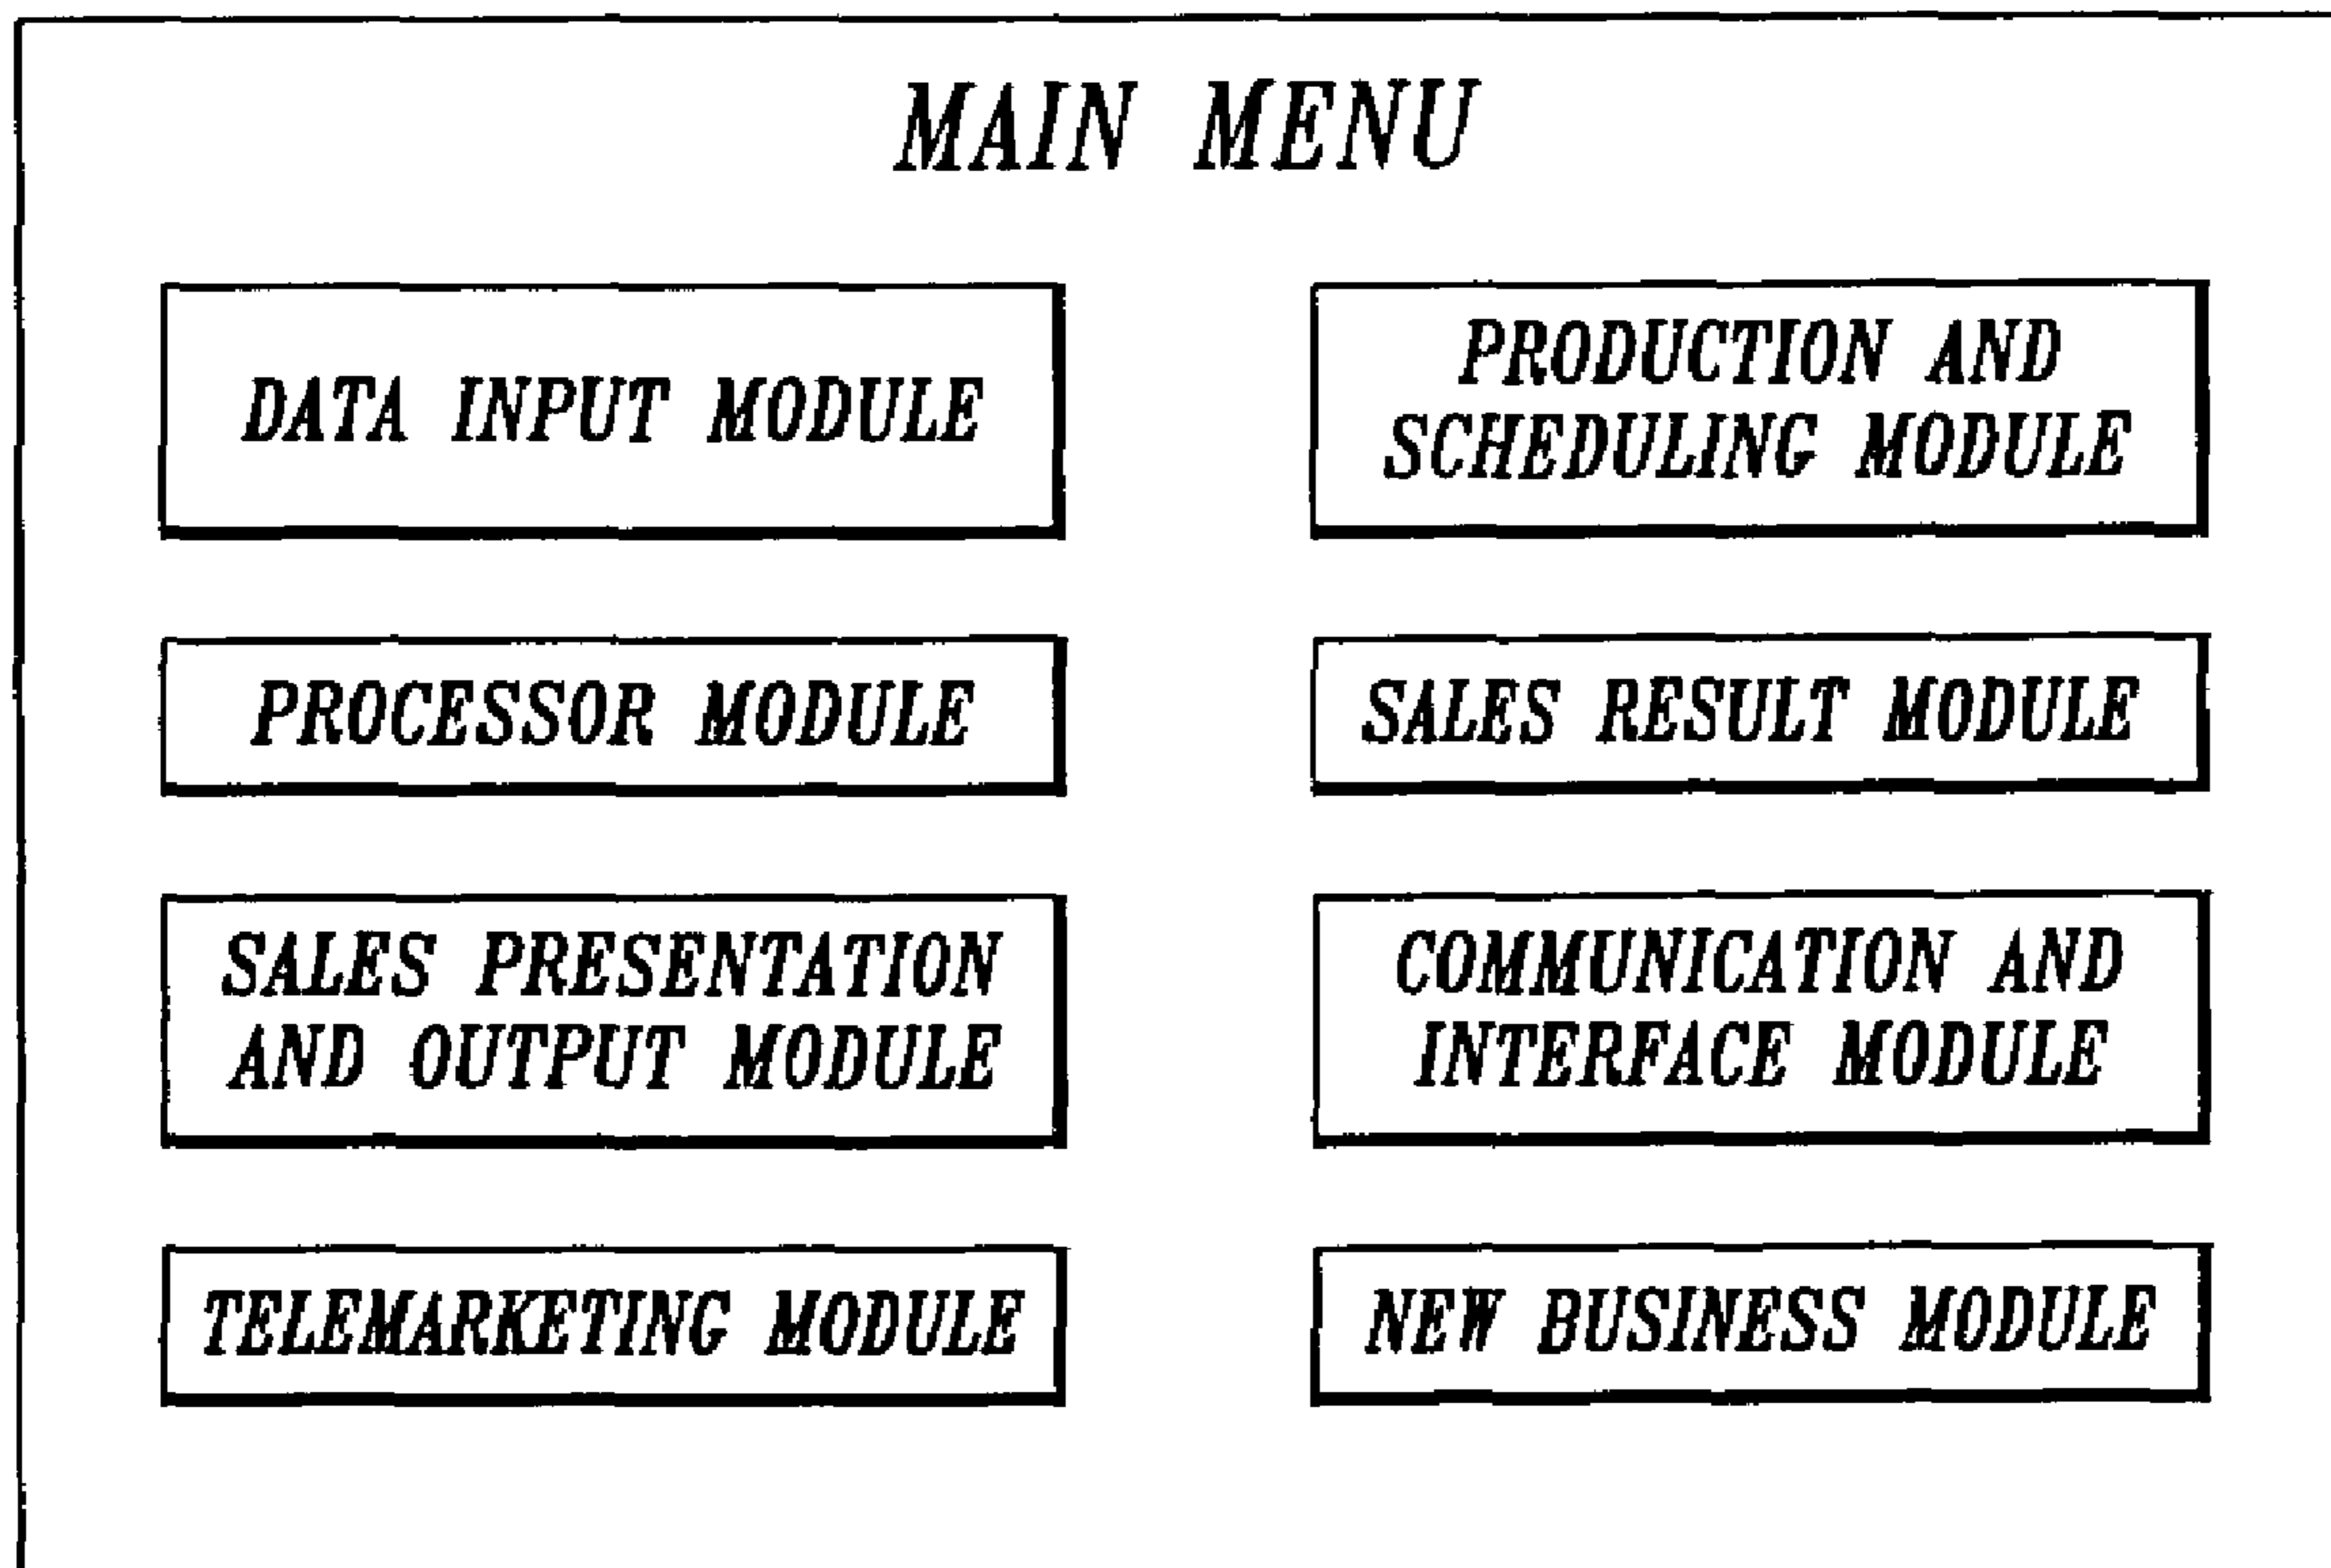 MAIN MENU
DATA INPUT MODULE
PRODUCTION AND
SCHEDULING MODULE
PROCESSOR MODULE
SALES RESULT MODULE
SALES PRESENTATION
AND OUTPUT MODULE
COMMUNICATION AND
INTERFACE MODULE
TELEMARKETING MODULE
NEW BUSINESS MODULE